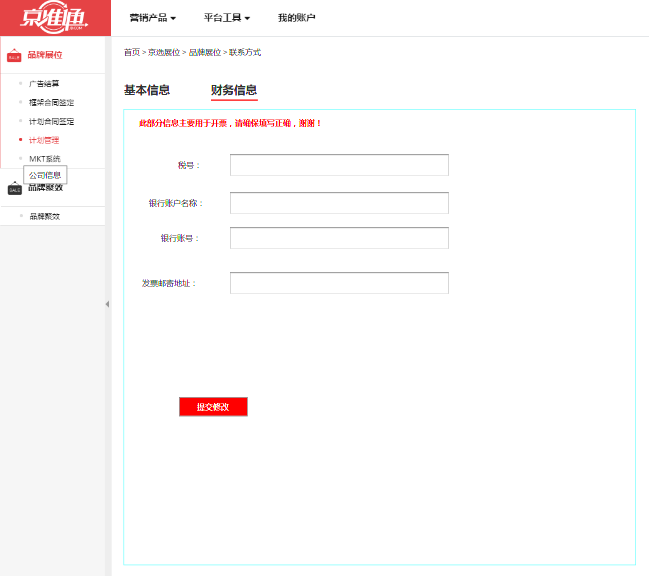 京准通
JD.COM
营销产品
平台工具
我的账户
SALE
品牌展位
广告结算
框架合同签定
计划合同签定
计划管理
MKT系统
公司信息
SALE
品牌聚效
品牌聚效
首页 > 京选展位 > 品牌展位 > 联系方式
基本信息
财务信息
此部分信息主要用于开票，请确保填写正确，谢谢！
税号：
银行账户名称：
银行账号：
发票邮寄地址：
提交修改